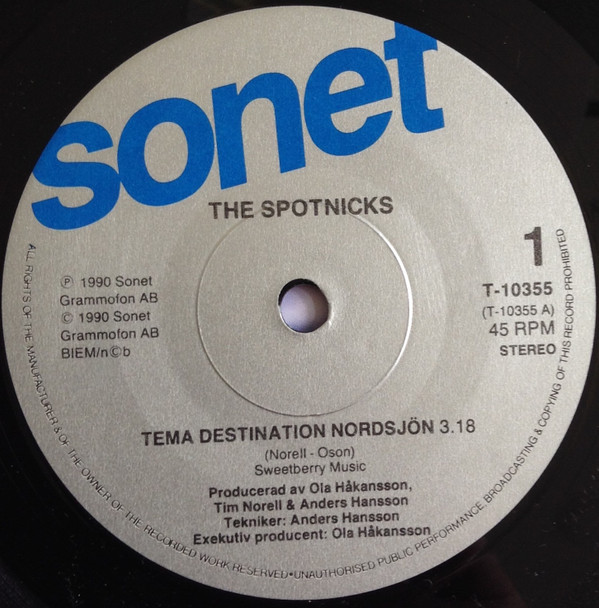 sonet
THE SPOTNICKS
1
T-10355
(T-10355 A)
45 RPM
STEREO
℗ 1990 Sonet
Grammofon AB
© 1990 Sonet
Grammofon AB
BIEM/n©b
TEMA DESTINATION NORDSJÖN 3.18
(Norell - Oson)
Sweetberry Music
Producerad av Ola Håkansson,
Tim Norell & Anders Hansson
Tekniker: Anders Hansson
Exekutiv producent: Ola Håkansson
ALL RIGHTS OF THE MANUFACTURER & OF THE OWNER OF THE RECORDED WORK RESERVED • UNAUTHORISED PUBLIC PERFORMANCE, BROADCASTING & COPYING OF THIS RECORD PROHIBITED